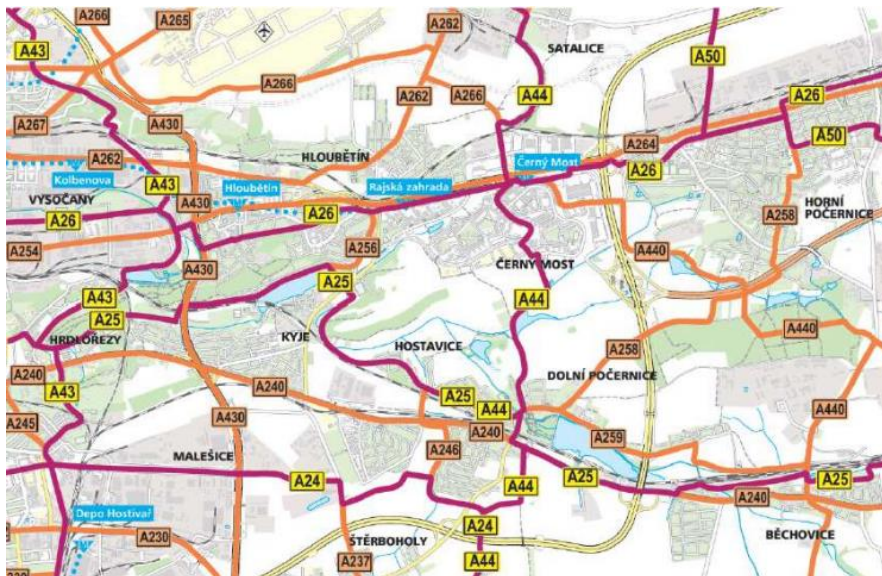 A43
A266
A265
A262
SATALICE
A50
A266
A44
A26
A267
A430
A262
A266
A264
A50
A262
HLOUBĚTÍN
Černý Most
Kolbenova
A43
Hloubětín
Rajská zahrada
A26
VYSOČANY
A430
A26
HORNÍ
POČERNICE
A26
A258
A254
A256
A440
A430
A25
ČERNÝ MOST
A43
A44
A25
HRDLOŘEZY
KYJE
HOSTAVICE
A440
A258
A240
DOLNÍ POČERNICE
A43
A240
A25
A44
A440
A245
A430
A240
A259
MALEŠICE
A246
A24
A44
A25
A25
A240
Depo Hostivař
A24
A230
ŠTĚRBOHOLY
BĚCHOVICE
A237
A44